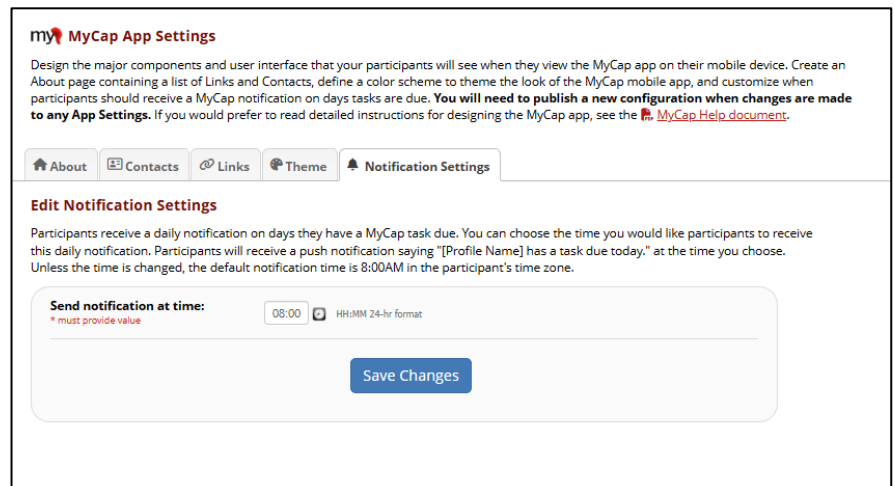 my MyCap App Settings
Design the major components and user interface that your participants will see when they view the MyCap app on their mobile device. Create an
About page containing a list of Links and Contacts, define a color scheme to theme the look of the MyCap mobile app, and customize when
participants should receive a MyCap notification on days tasks are due. You will need to publish a new configuration when changes are made
to any App Settings. If you would prefer to read detailed instructions for designing the MyCap app, see the MyCap Help document.
About Contacts Links Theme Notification Settings
Edit Notification Settings
Participants receive a daily notification on days they have a MyCap task due. You can choose the time you would like participants to receive
this daily notification. Participants will receive a push notification saying "[Profile Name] has a task due today." at the time you choose.
Unless the time is changed, the default notification time is 8:00AM in the participant's time zone.
Send notification at time: 08:00 HH:MM 24-hr format
* must provide value
Save Changes